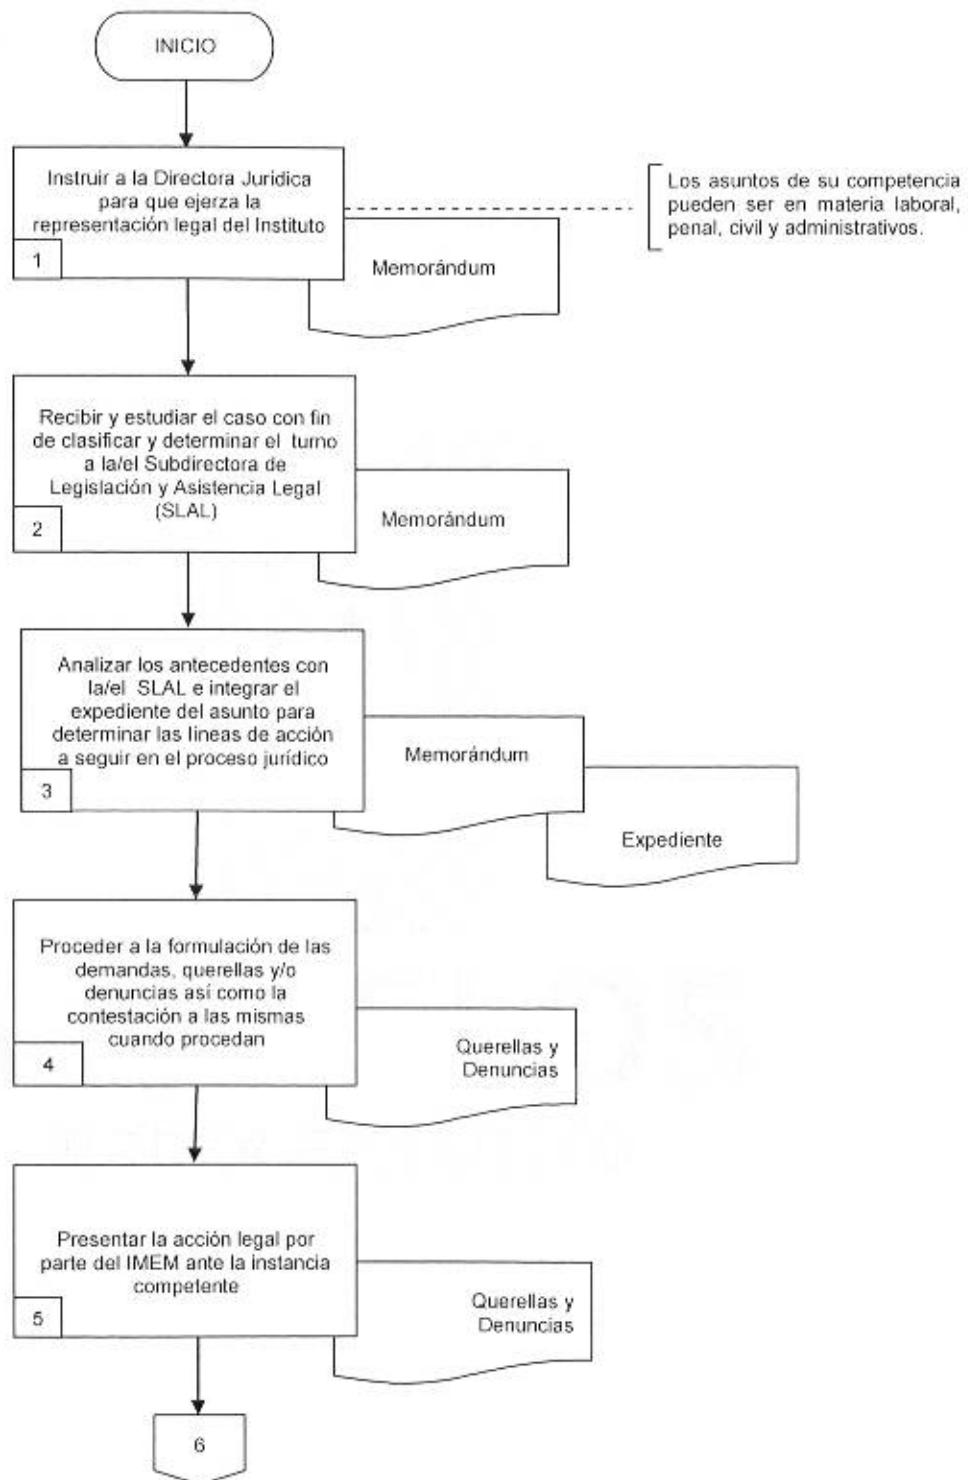 INICIO
Instruir a la Directora Jurídica
para que ejerza la
representación legal del Instituto
1
Los asuntos de su competencia
pueden ser en materia laboral,
penal, civil y administrativos.
Memorándum
Recibir y estudiar el caso con fin
de clasificar y determinar el turno
a la/el Subdirectora de
Legislación y Asistencia Legal
(SLAL)
2
Memorándum
Analizar los antecedentes con
la/el SLAL e integrar el
expediente del asunto para
determinar las líneas de acción
a seguir en el proceso jurídico
3
Memorándum
Expediente
Proceder a la formulación de las
demandas, querellas y/o
denuncias así como la
contestación a las mismas
cuando procedan
4
Querellas y
Denuncias
Presentar la acción legal por
parte del IMEM ante la instancia
competente
5
Querellas y
Denuncias
6